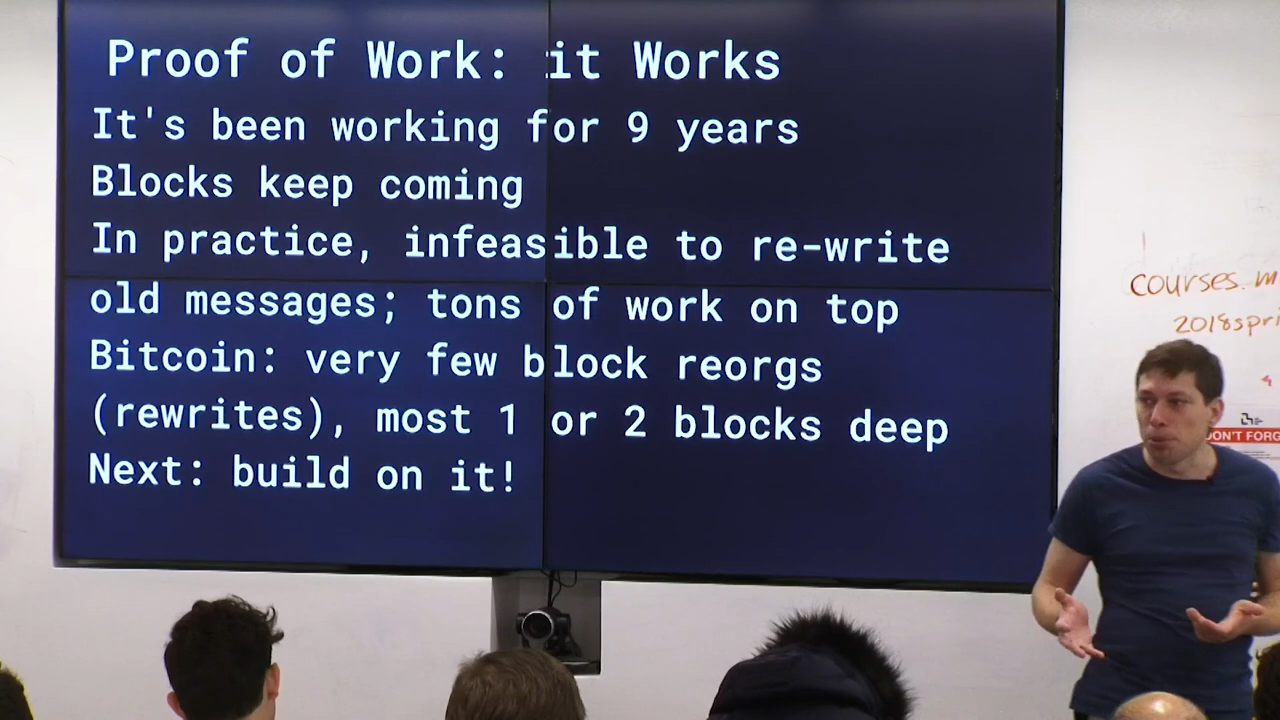 Proof of Work: it Works
It's been working for 9 years
Blocks keep coming
In practice, infeasible to re-write
old messages; tons of work on top
Bitcoin: very few block reorgs
(rewrites), most 1 or 2 blocks deep
Next: build on it!
courses.m
2018spri
DON'T FORG